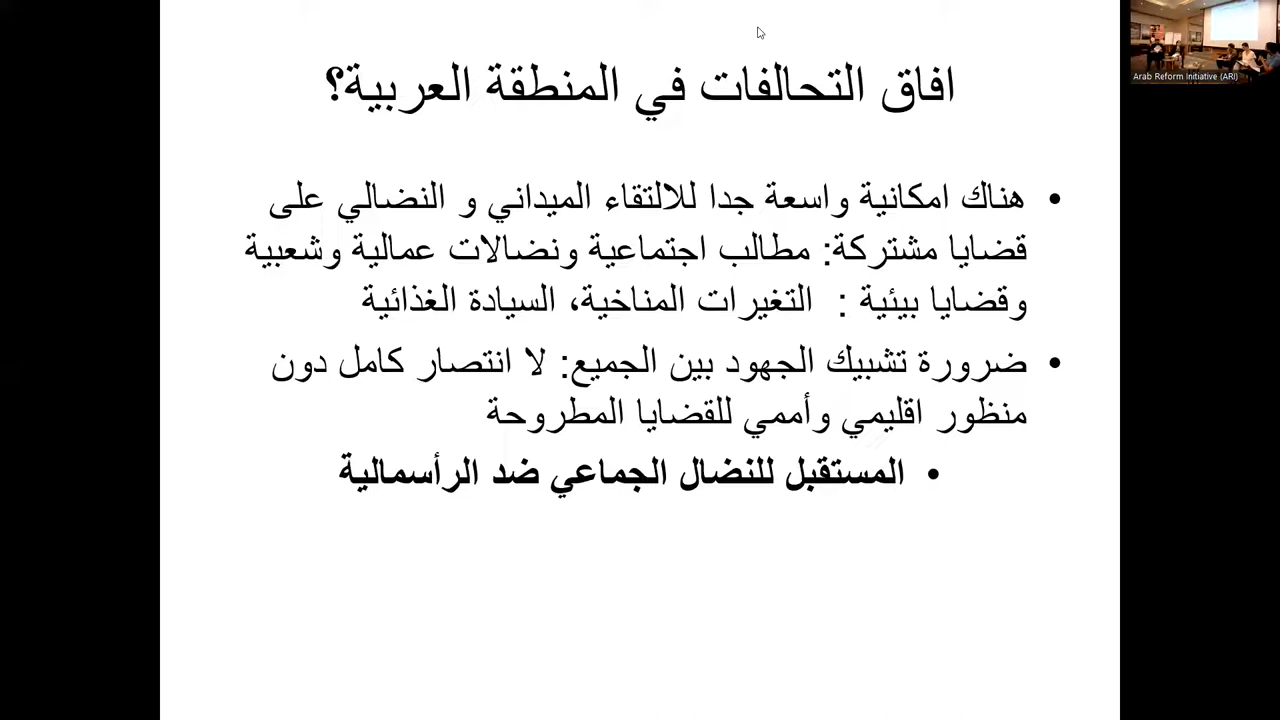 افاق التحالفات في المنطقة العربية؟
• هناك امكانية واسعة جدا للالتقاء الميداني و النضالي على
قضايا مشتركة: مطالب اجتماعية ونضالات عمالية وشعبية
وقضايا بيئية : التغيرات المناخية، السيادة الغذائية
• ضرورة تشبيك الجهود بين الجميع: لا انتصار كامل دون
منظور اقليمي وأممي للقضايا المطروحة
• المستقبل للنضال الجماعي ضد الرأسمالية
Arab Reform Initiative (ARI)